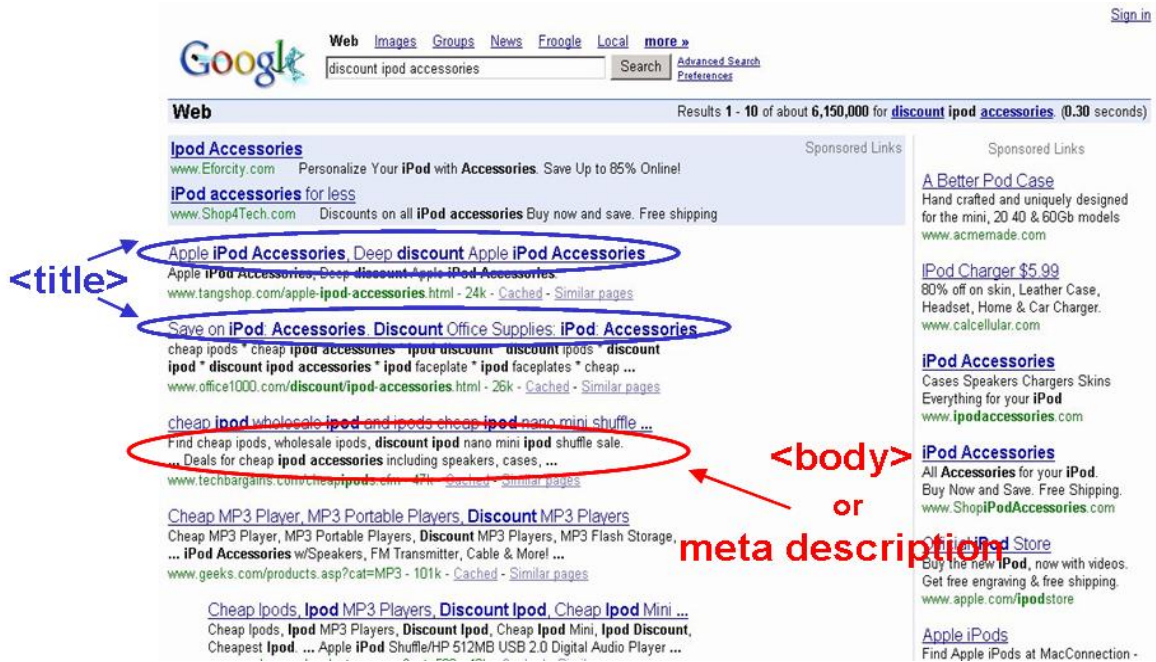 Sign in
Google
Web Images Groups News Froogle Local more »
discount ipod accessories Search Advanced Search
Preferences
Web Results 1 - 10 of about 6,150,000 for discount ipod accessories. (0.30 seconds)
Ipod Accessories Sponsored Links
www.Eforcity.com Personalize Your iPod with Accessories. Save Up to 85% Online!
iPod accessories for less
www.Shop4Tech.com Discounts on all iPod accessories Buy now and save. Free shipping
<title>
Apple iPod Accessories, Deep discount Apple iPod Accessories
Apple iPod Accessories, Deep discount Apple iPod Accessories.
www.tangshop.com/apple-ipod-accessories.html - 24k - Cached - Similar pages
Save on iPod: Accessories. Discount Office Supplies: iPod: Accessories
cheap ipods * cheap ipod accessories * ipod discount * discount ipods * discount
ipod * discount ipod accessories * ipod faceplate * ipod faceplates * cheap ...
www.office1000.com/discount/ipod-accessories.html - 26k - Cached - Similar pages
cheap ipod wholesale ipod and ipods cheap ipod nano mini shuffle ...
Find cheap ipods, wholesale ipods, discount ipod nano mini ipod shuffle sale.
... Deals for cheap ipod accessories including speakers, cases, ...
www.techbargains.com/cheapipods.cfm - 47k - Cached - Similar pages
<body>
or
meta description
Cheap MP3 Player, MP3 Portable Players, Discount MP3 Players
Cheap MP3 Player, MP3 Portable Players, Discount MP3 Players, MP3 Flash Storage,
... iPod Accessories w/Speakers, FM Transmitter, Cable & More! ...
www.geeks.com/products.asp?cat=MP3 - 101k - Cached - Similar pages
Cheap Ipods, Ipod MP3 Players, Discount Ipod, Cheap Ipod Mini ...
Cheap Ipods, Ipod MP3 Players, Discount Ipod, Cheap Ipod Mini, Ipod Discount,
Cheapest Ipod. ... Apple iPod Shuffle/HP 512MB USB 2.0 Digital Audio Player ...
Sponsored Links
A Better Pod Case
Hand crafted and uniquely designed
for the mini, 20 40 & 60Gb models
www.acmemade.com
IPod Charger $5.99
80% off on skin, Leather Case,
Headset, Home & Car Charger.
www.calcellular.com
iPod Accessories
Cases Speakers Chargers Skins
Everything for your iPod
www.ipodaccessories.com
iPod Accessories
All Accessories for your iPod.
Buy Now and Save. Free Shipping.
www.ShopiPodAccessories.com
iPod Store
Buy the new iPod, now with videos.
Get free engraving & free shipping.
www.apple.com/ipodstore
Apple iPods
Find Apple iPods at MacConnection -